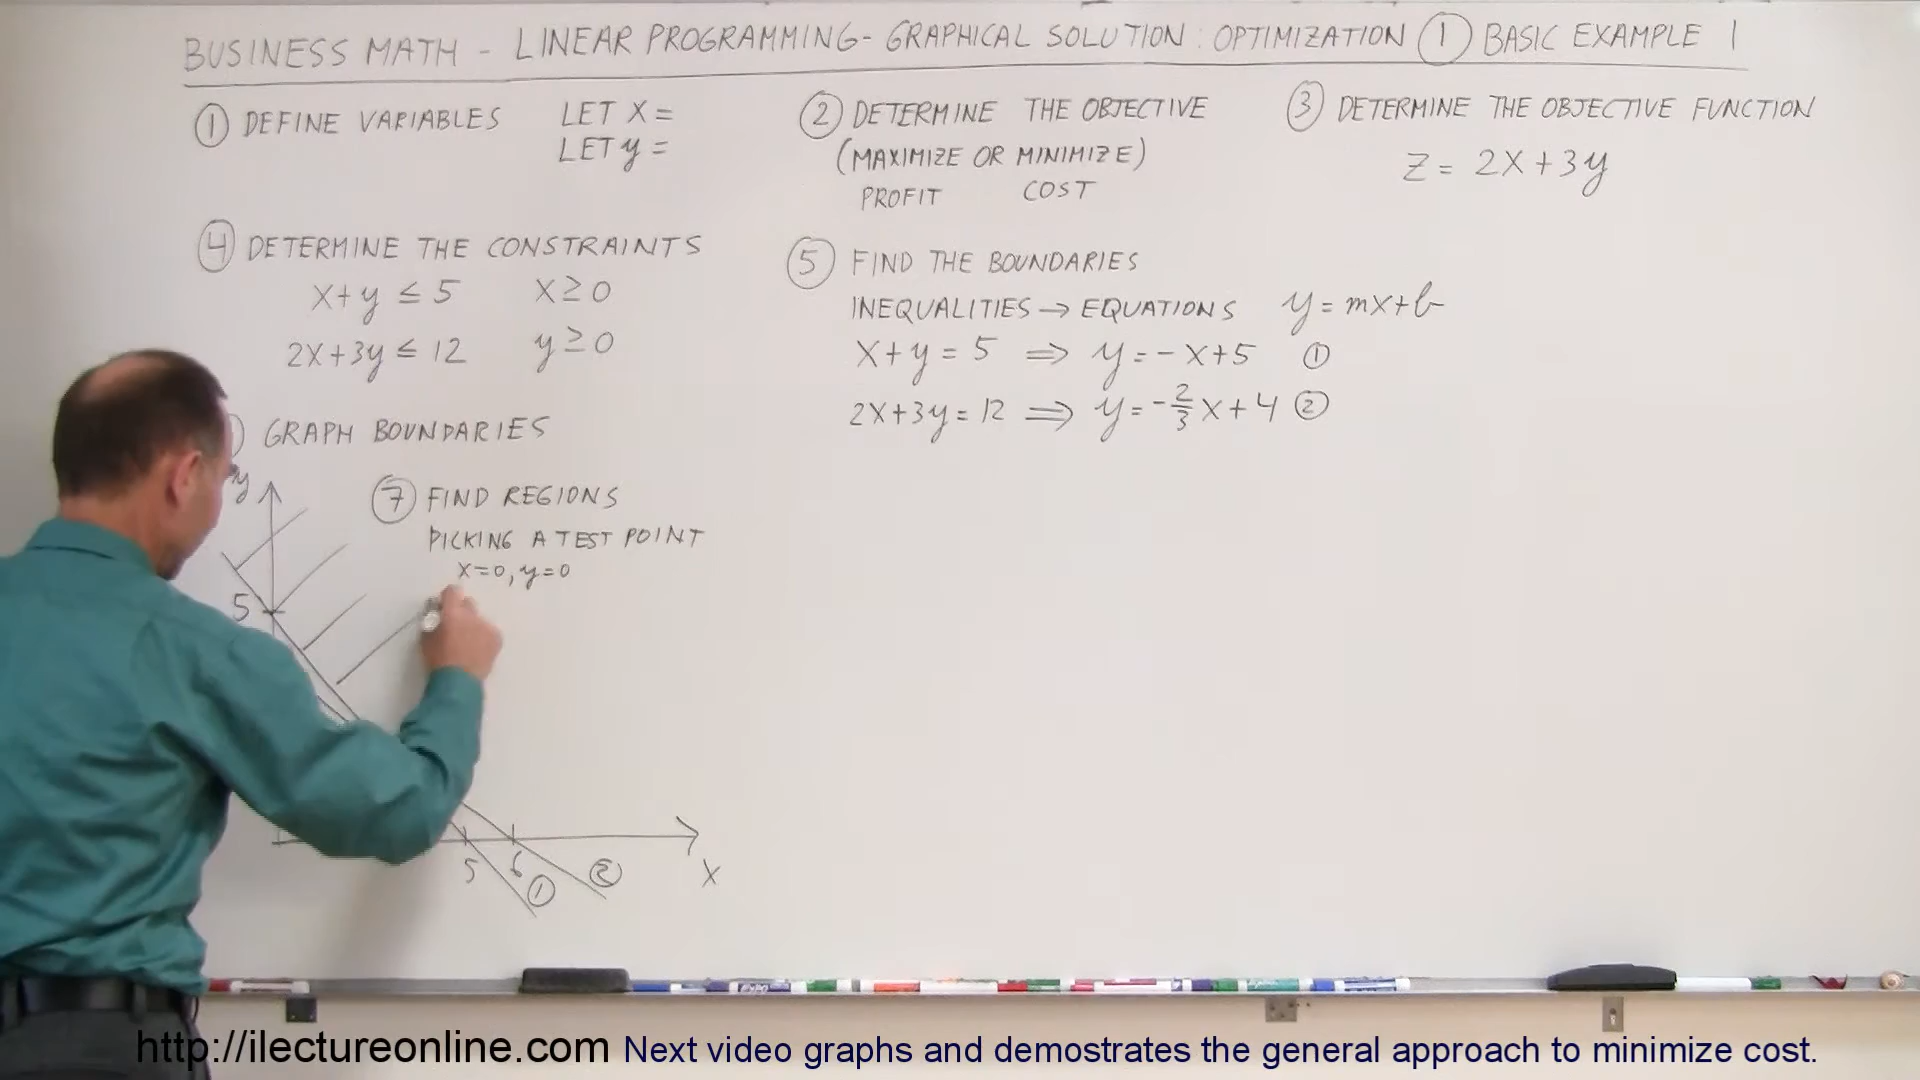 BUSINESS MATH - LINEAR PROGRAMMING - GRAPHICAL SOLUTION : OPTIMIZATION ① BASIC EXAMPLE 1
① DEFINE VARIABLES LET X =
LET y =
② DETERMINE THE OBJECTIVE
(MAXIMIZE OR MINIMIZE)
PROFIT COST
③ DETERMINE THE OBJECTIVE FUNCTION
Z = 2X + 3y
④ DETERMINE THE CONSTRAINTS
X + y ≤ 5 X ≥ 0
2X + 3y ≤ 12 y ≥ 0
⑤ FIND THE BOUNDARIES
INEQUALITIES → EQUATIONS y = mx + b
X + y = 5 ⟹ y = - X + 5 ①
2X + 3y = 12 ⟹ y = -2/3 X + 4 ②
GRAPH BOUNDARIES
y
⑦ FIND REGIONS
PICKING A TEST POINT
X = 0, y = 0
5
5 6 ① ② X
EXPO
http://ilectureonline.com Next video graphs and demostrates the general approach to minimize cost.